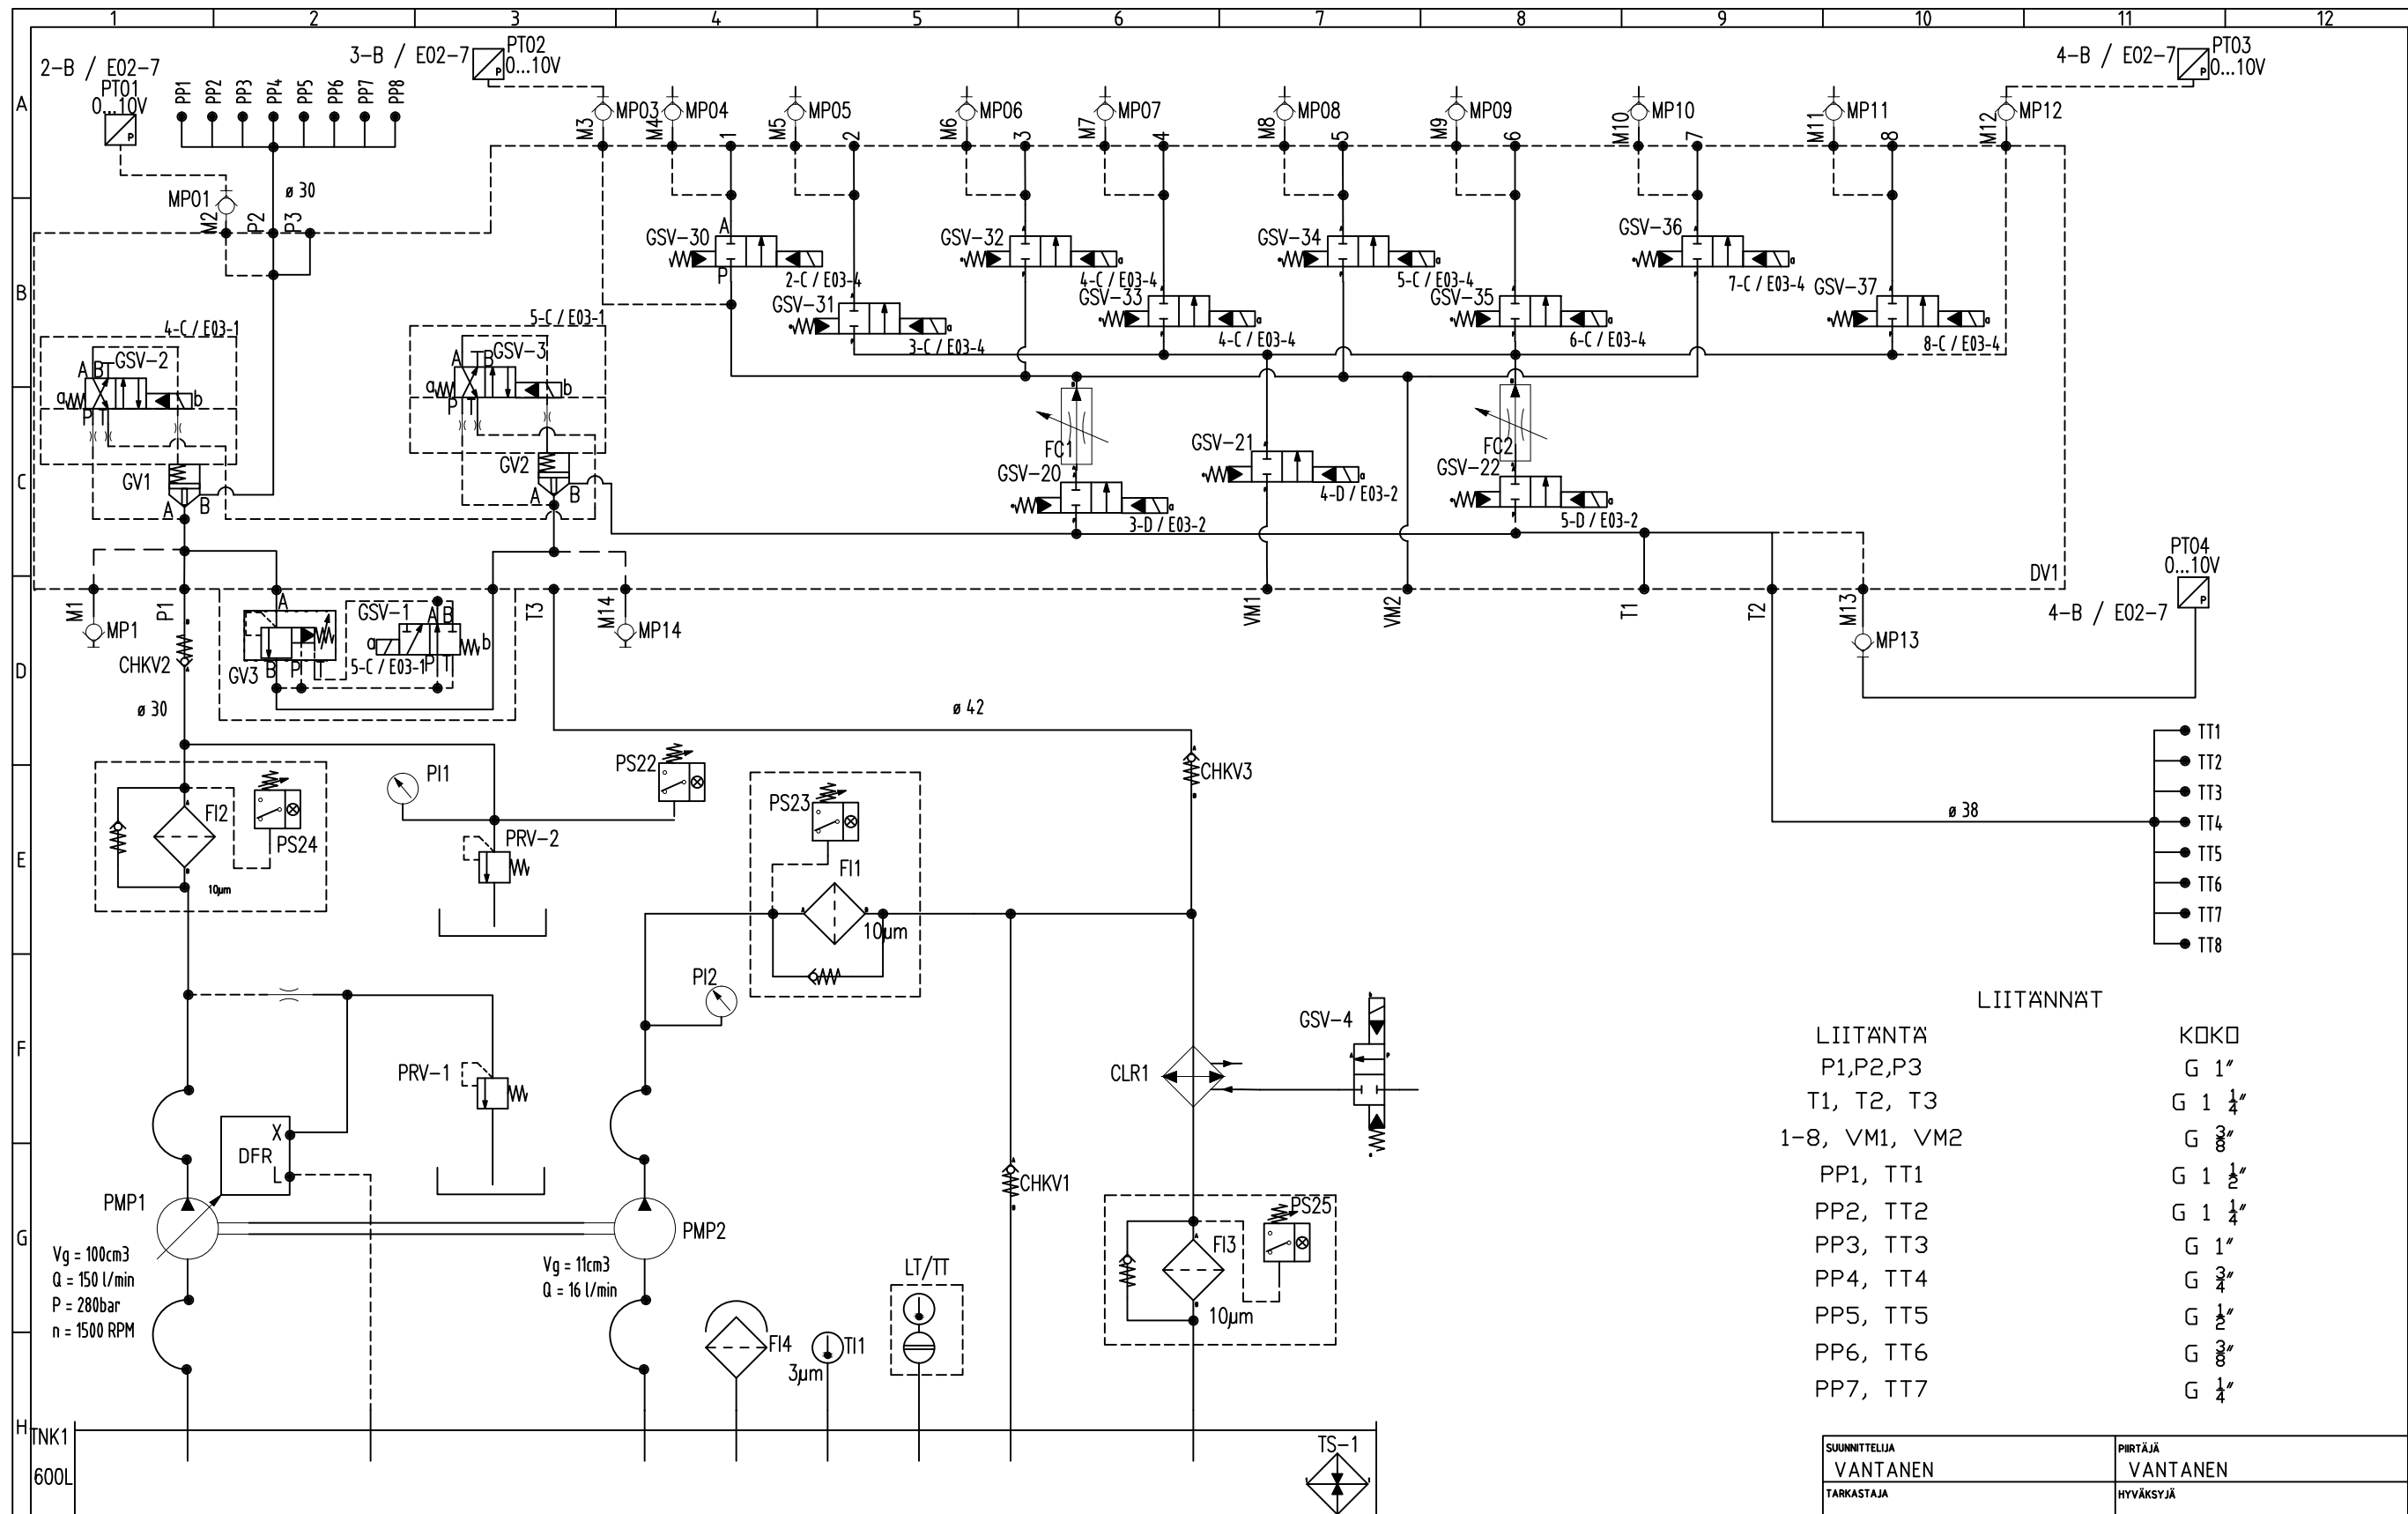 1 2 3 4 5 6 7 8 9 10 11 12
A
B
C
D
E
F
G
H
2-B / E02-7
PT01
0...10V
PP1 PP2 PP3 PP4 PP5 PP6 PP7 PP8
3-B / E02-7
PT02
0...10V
4-B / E02-7
PT03
0...10V
MP03 MP04 MP05 MP06 MP07 MP08 MP09 MP10 MP11 MP12
M3 M4 1 M5 2 M6 3 M7 4 M8 5 M9 6 M10 7 M11 8 M12
ø 30
MP01
M2 P2 P3
GSV-30
A
P
2-C / E03-4
GSV-31
3-C / E03-4
GSV-32
4-C / E03-4
GSV-33
4-C / E03-4
GSV-34
5-C / E03-4
GSV-35
6-C / E03-4
GSV-36
7-C / E03-4
GSV-37
8-C / E03-4
a a a a a a a
4-C / E03-1
GSV-2
A B T
a b
P T
GV1
A B
5-C / E03-1
GSV-3
A T B
a b
P T
GV2
A B
FC1
GSV-20
a
3-D / E03-2
GSV-21
a
4-D / E03-2
FC2
GSV-22
a
5-D / E03-2
DV1
PT04
0...10V
4-B / E02-7
M1 P1 T3 M14 VM1 VM2 T1 T2 M13
MP1
CHKV2
A
GV3
B P T
GSV-1
A B
a b
5-C / E03-1
P T
MP14
MP13
ø 30
ø 42
ø 38
TT1
TT2
TT3
TT4
TT5
TT6
TT7
TT8
PI1
PS22
PS23
FI1
10µm
CHKV3
FI2
PS24
10µm
PRV-2
PI2
PRV-1
GSV-4
CLR1
X
DFR
L
PMP1
Vg = 100cm3
Q = 150 l/min
P = 280bar
n = 1500 RPM
PMP2
Vg = 11cm3
Q = 16 l/min
CHKV1
PS25
FI3
10µm
LT/TT
FI4
3µm
TI1
TNK1
600L
TS-1
LIITÄNNÄT
LIITÄNTÄ KOKO
P1,P2,P3 G 1"
T1, T2, T3 G 1 1/4"
1-8, VM1, VM2 G 3/8"
PP1, TT1 G 1 1/2"
PP2, TT2 G 1 1/4"
PP3, TT3 G 1"
PP4, TT4 G 3/4"
PP5, TT5 G 1/2"
PP6, TT6 G 3/8"
PP7, TT7 G 1/4"
SUUNNITTELIJA PIIRTÄJÄ
VANTANEN VANTANEN
TARKASTAJA HYVÄKSYJÄ